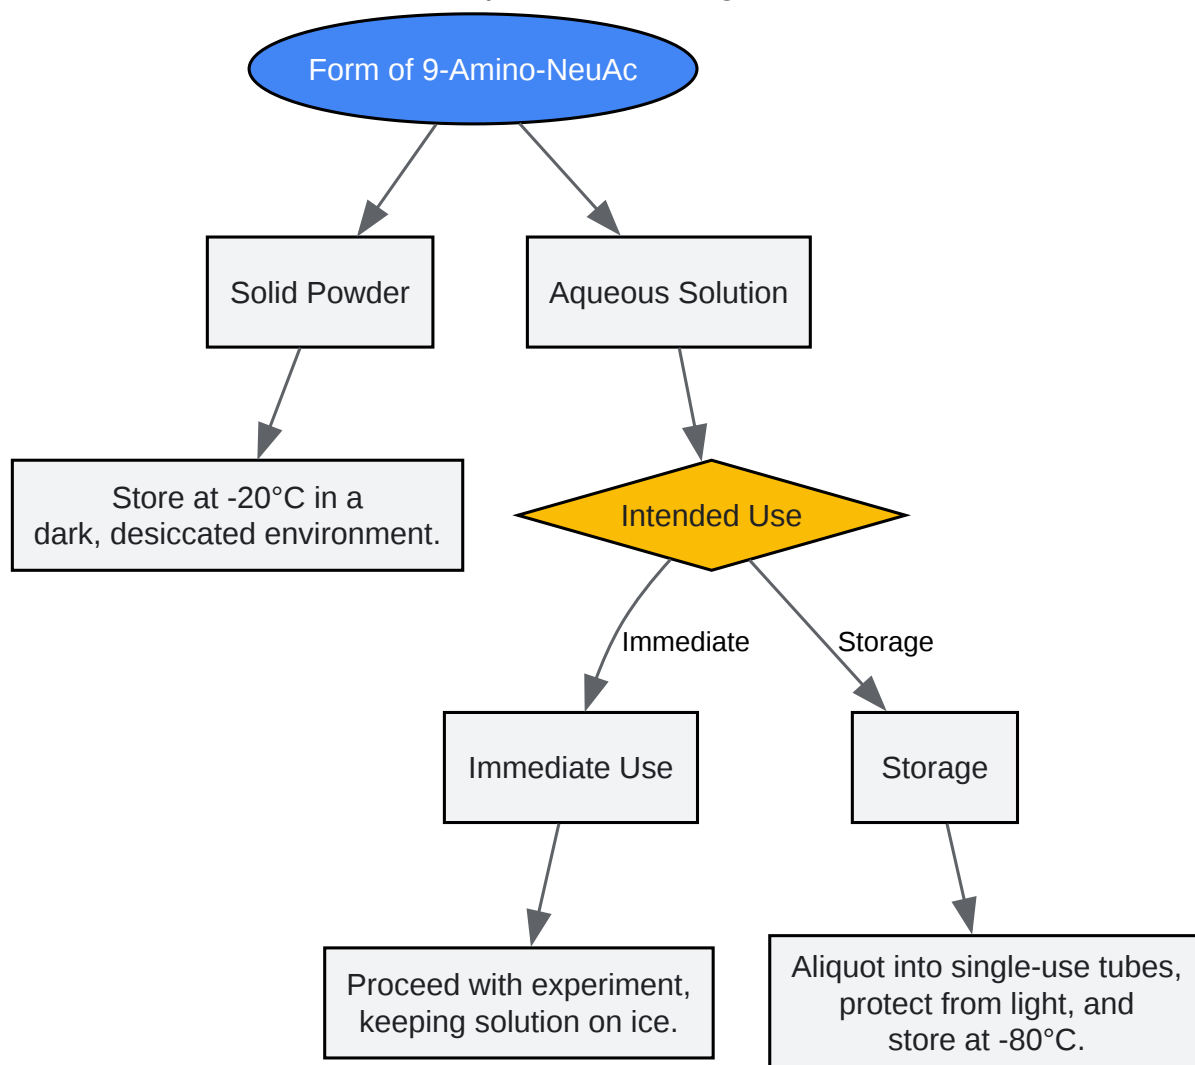 Form of 9-Amino-NeuAc
Solid Powder
Aqueous Solution
Store at -20°C in a
dark, desiccated environment.
Intended Use
Immediate
Storage
Immediate Use
Storage
Proceed with experiment,
keeping solution on ice.
Aliquot into single-use tubes,
protect from light, and
store at -80°C.